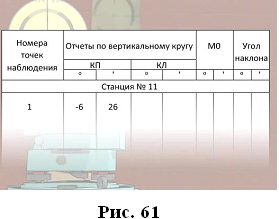 Номера точек наблюдения
Отчеты по вертикальному кругу
М0
Угол наклона
КП
КЛ
° ' ° ' ° ' ° '
Станция № 11
1 -6 26
Рис. 61